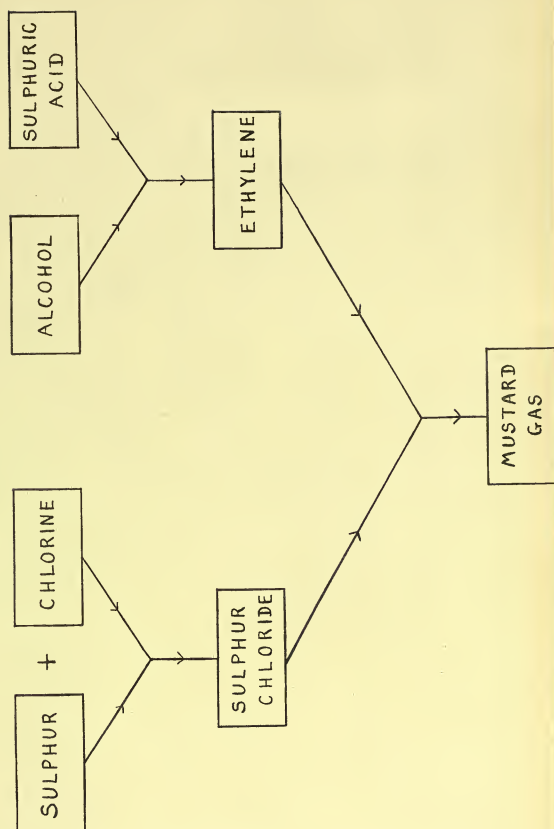 SULPHUR
+
CHLORINE
ALCOHOL
SULPHURIC
ACID
SULPHUR
CHLORIDE
ETHYLENE
MUSTARD
GAS